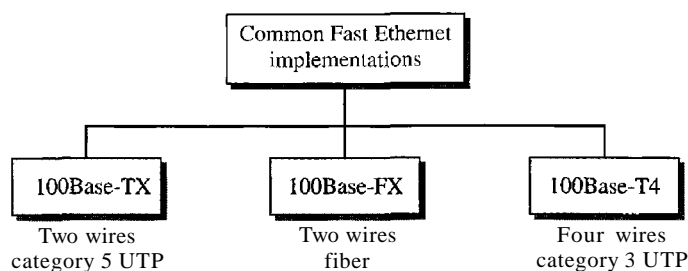 Common Fast Ethernet
implementations
100Base-TX
100Base-FX
100Base-T4
Two wires
category 5 UTP
Two wires
fiber
Four wires
category 3 UTP